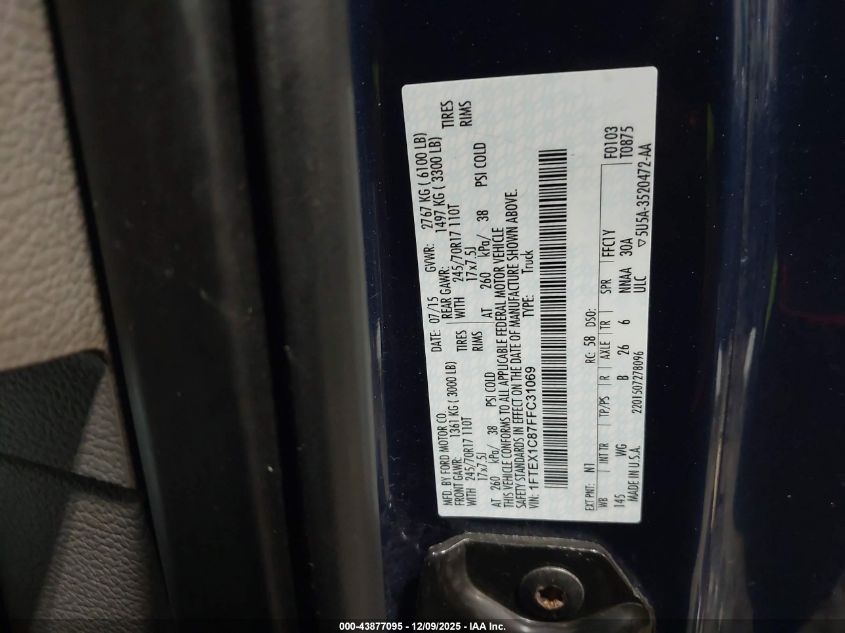 MFD. BY FORD MOTOR CO.
DATE: 07/15 GVWR: 2767 KG ( 6100 LB)
FRONT GAWR: 1361 KG ( 3000 LB) REAR GAWR: 1497 KG ( 3300 LB)
WITH 245/70R17 110T TIRES WITH 245/70R17 110T TIRES
17x7.5J RIMS 17x7.5J RIMS
AT 260 kPa/ 38 PSI COLD AT 260 kPa/ 38 PSI COLD
THIS VEHICLE CONFORMS TO ALL APPLICABLE FEDERAL MOTOR VEHICLE
SAFETY STANDARDS IN EFFECT ON THE DATE OF MANUFACTURE SHOWN ABOVE.
VIN: 1FTEX1C87FFC31069 TYPE: Truck
F0103
T0875
EXT PNT: N1 RC: 58 DSO:
WB INT TR TP/PS R AXLE TR SPR FFC1Y
145 WG B 26 6 NNAA 30A
MADE IN U.S.A. 2201507278096 ULC ▽5U5A-3520472-AA
000-43877095 - 12/09/2025 - IAA Inc.